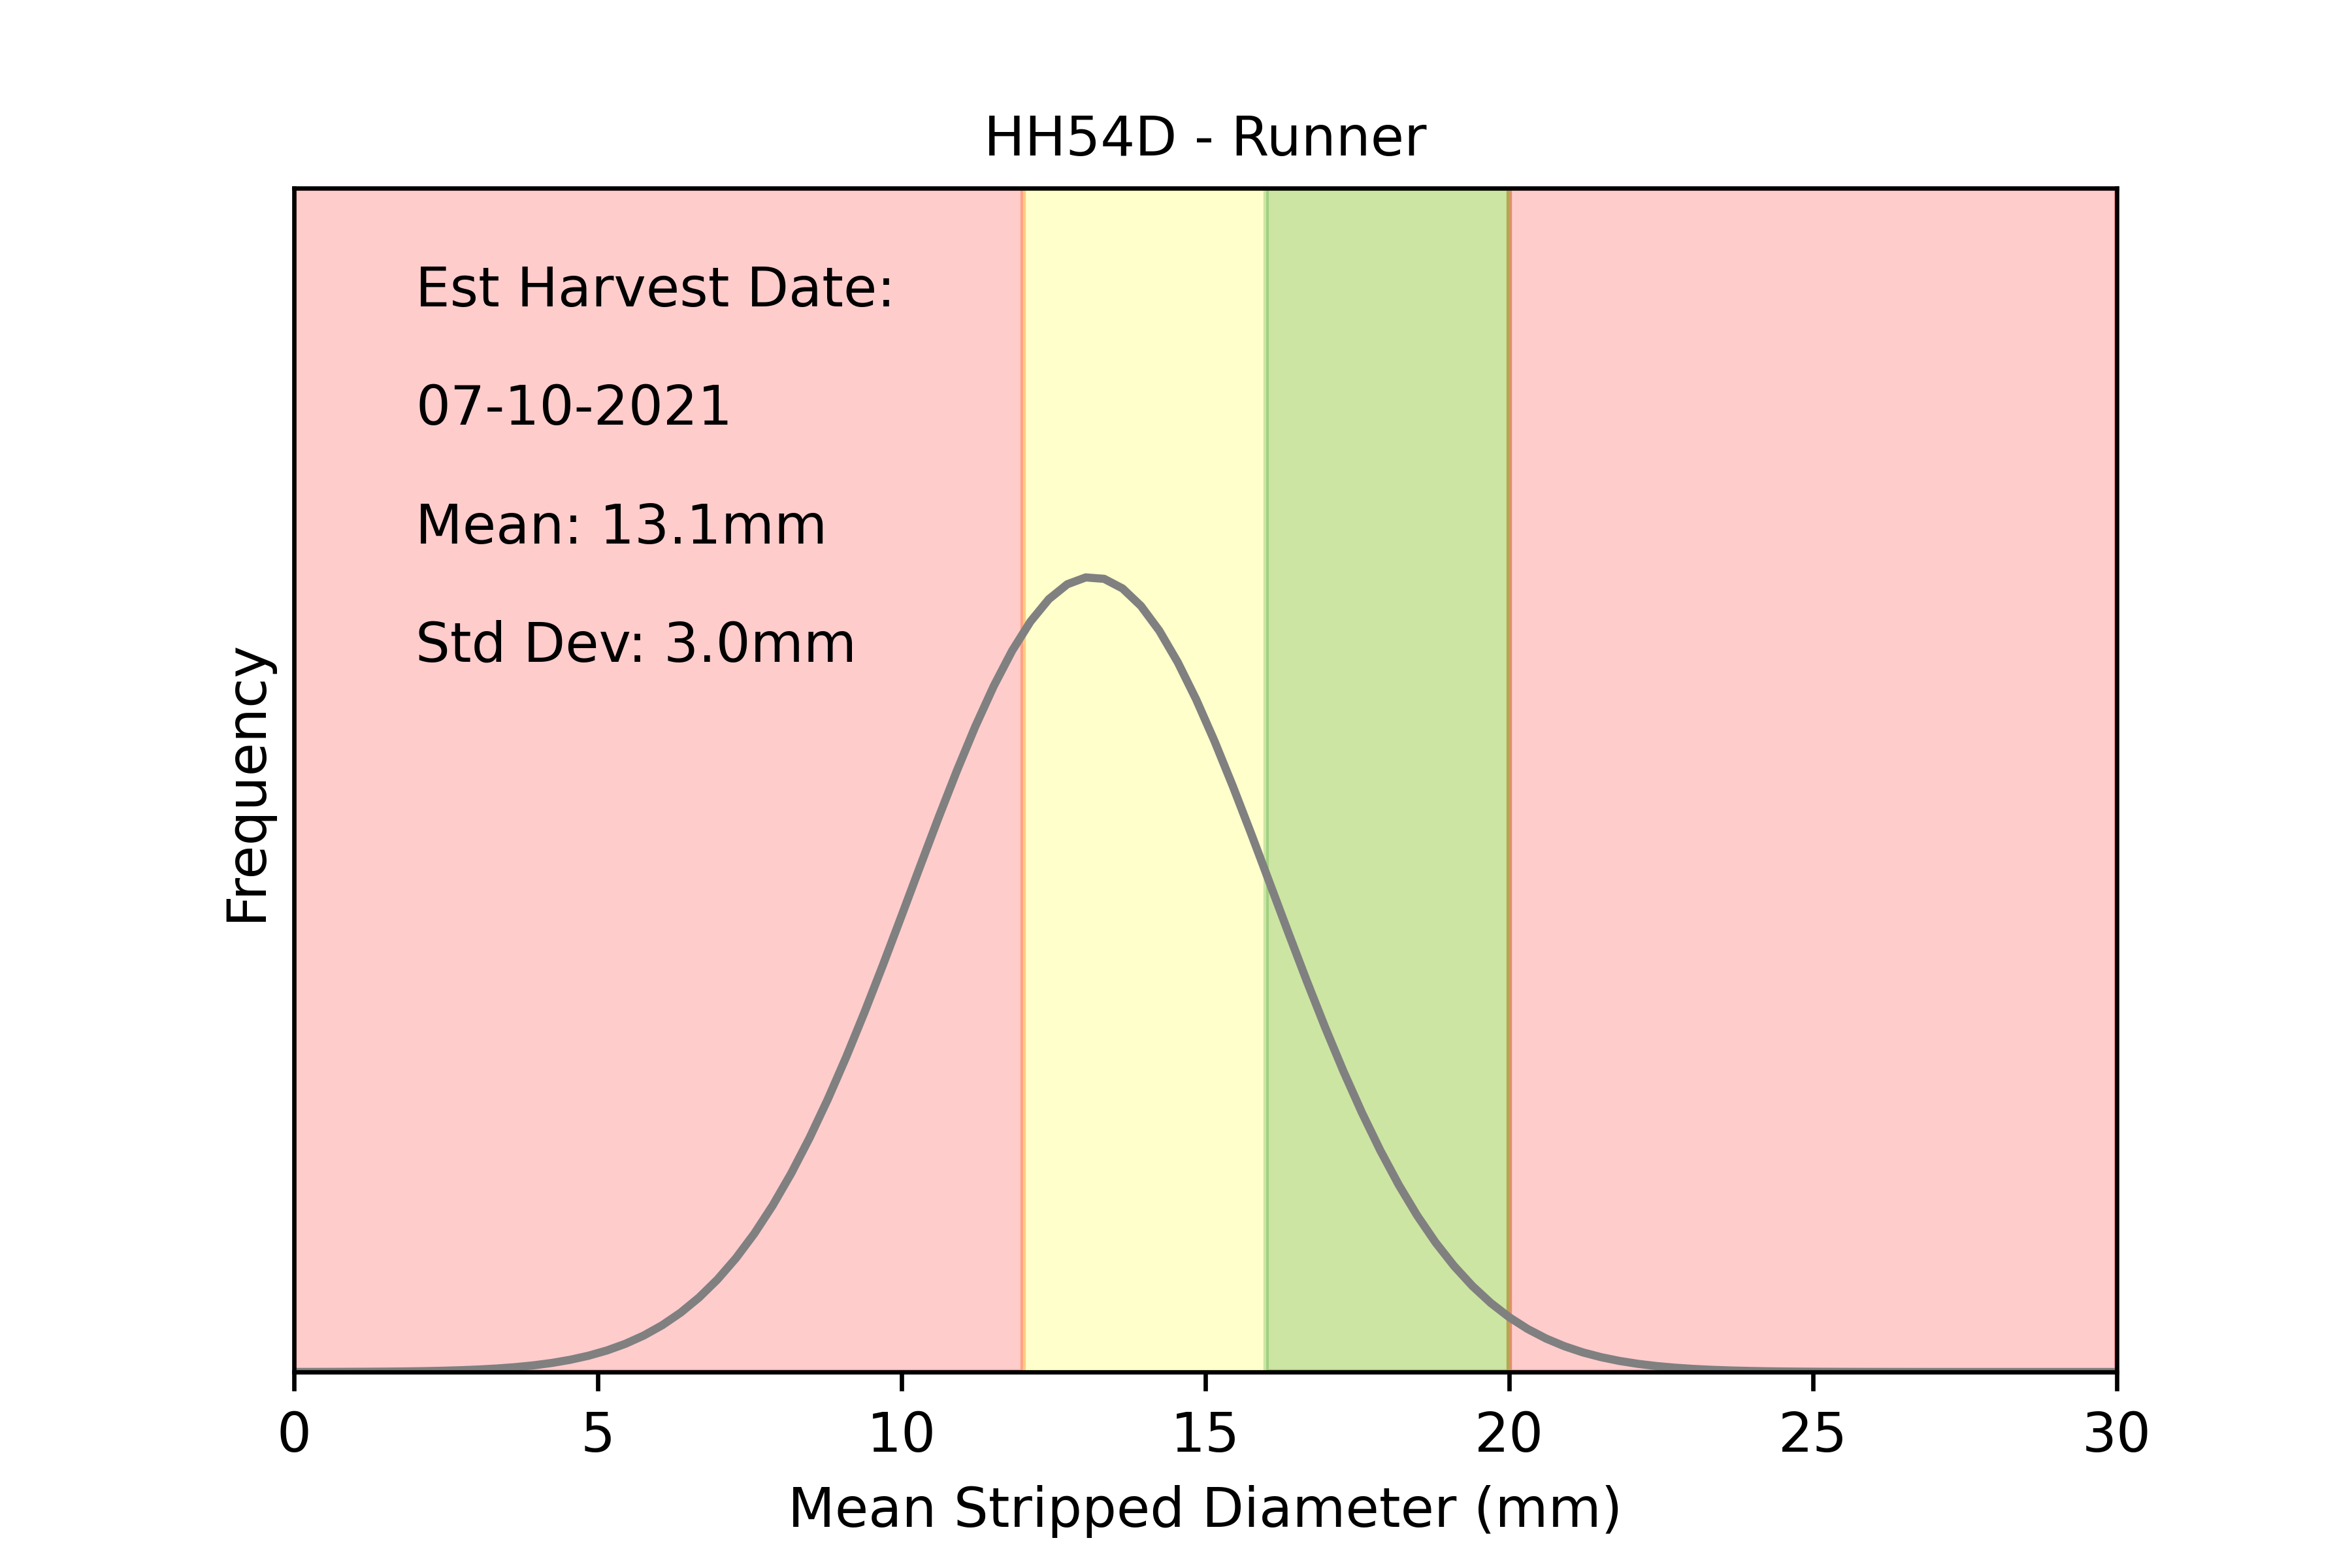 HH54D - Runner
Est Harvest Date:
07-10-2021
Mean: 13.1mm
Std Dev: 3.0mm
Frequency
0 5 10 15 20 25 30
Mean Stripped Diameter (mm)